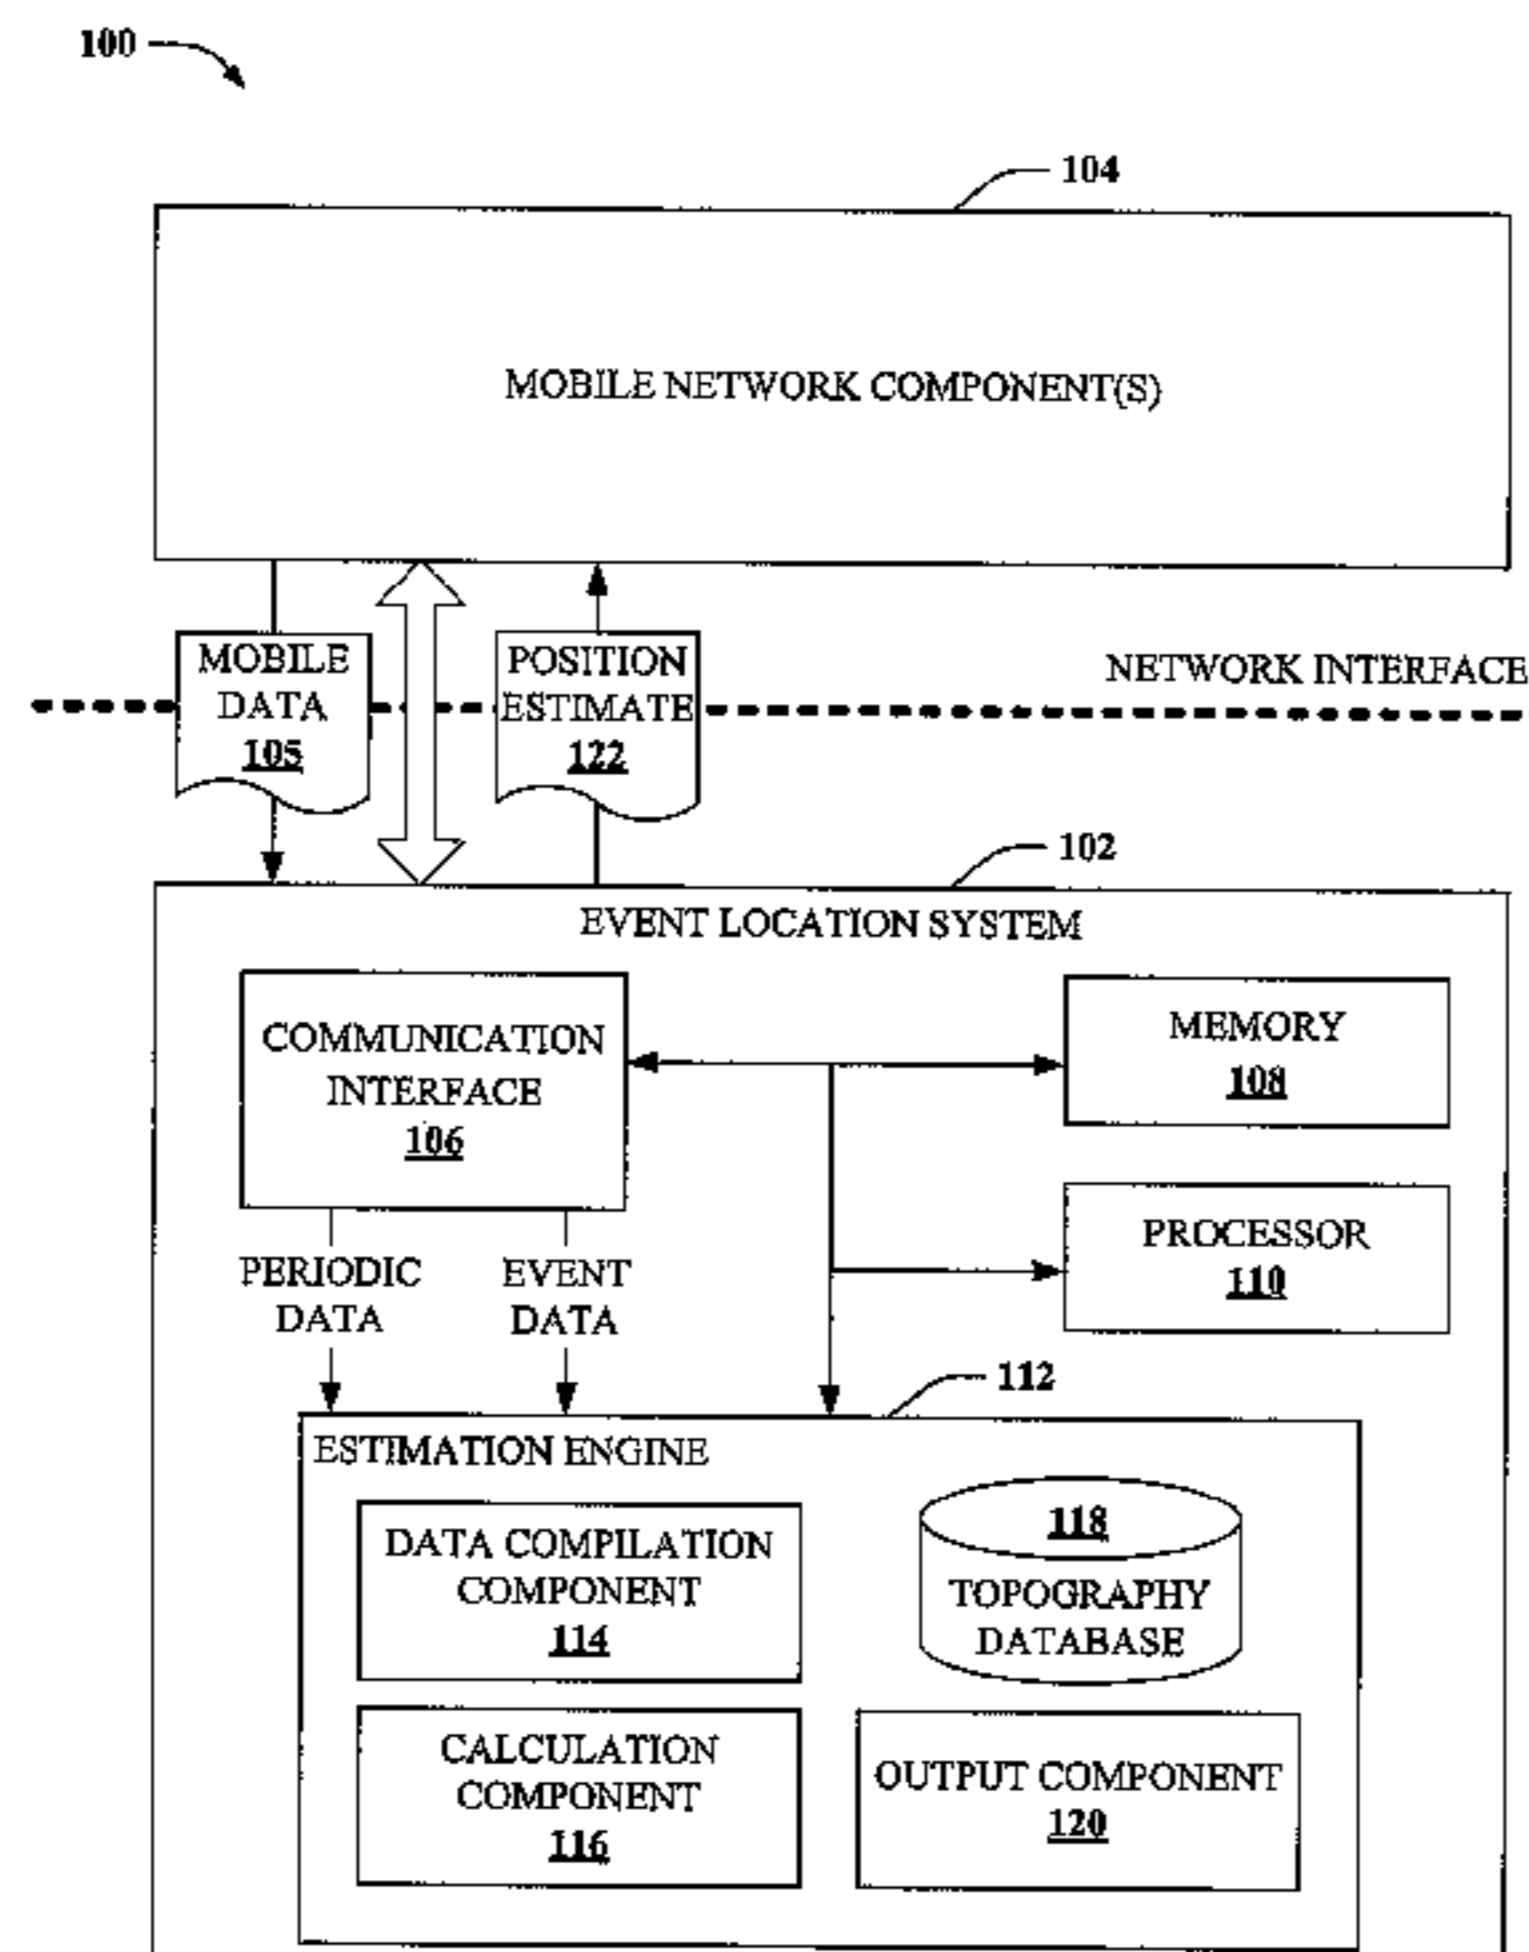 100
104
MOBILE NETWORK COMPONENT(S)
MOBILE
DATA
105
POSITION
ESTIMATE
122
NETWORK INTERFACE
102
EVENT LOCATION SYSTEM
COMMUNICATION
INTERFACE
106
MEMORY
108
PROCESSOR
110
PERIODIC
DATA
EVENT
DATA
112
ESTIMATION ENGINE
DATA COMPILATION
COMPONENT
114
118
TOPOGRAPHY
DATABASE
CALCULATION
COMPONENT
116
OUTPUT COMPONENT
120